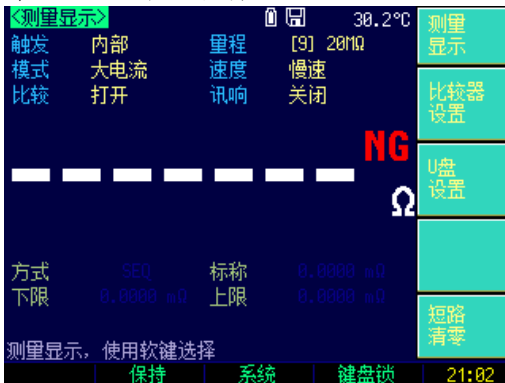 <测量显示> 30.2°C
触发 内部 量程 [9] 20MΩ
模式 大电流 速度 慢速
比较 打开 讯响 关闭
NG
Ω
方式 SEQ 标称 0.0000 mΩ
下限 0.0000 mΩ 上限 0.0000 mΩ
测量显示，使用软键选择
保持 系统 键盘锁 21:02
测量
显示
比较器
设置
U盘
设置
短路
清零